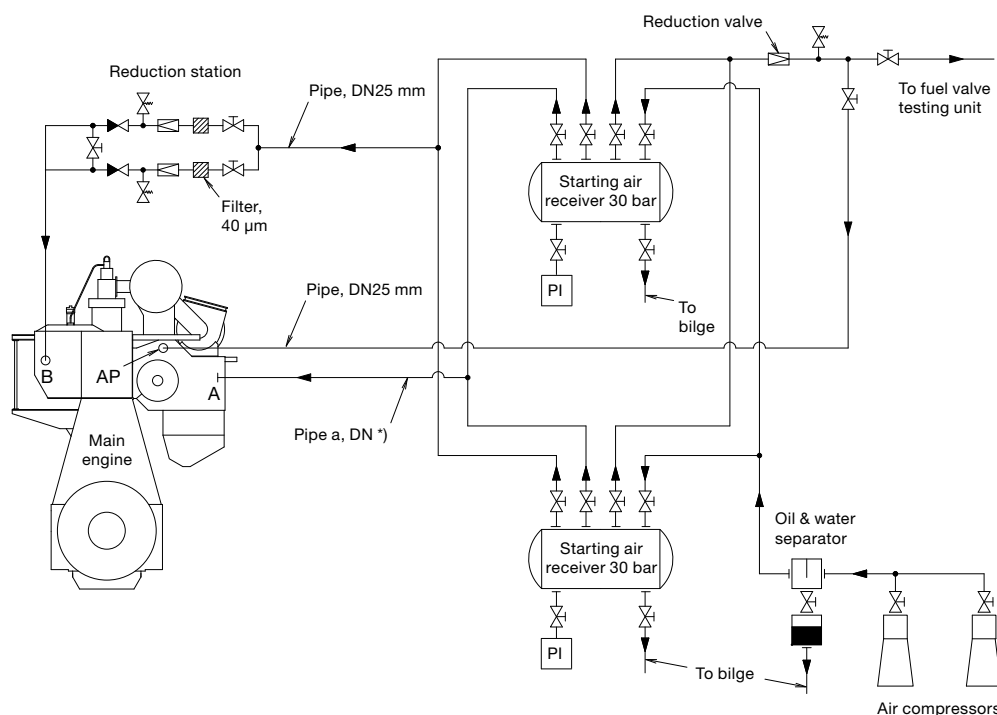 Reduction valve
Reduction station
Pipe, DN25 mm
To fuel valve
testing unit
Starting air
receiver 30 bar
Filter,
40 µm
PI
To
bilge
Pipe, DN25 mm
B
AP
A
Pipe a, DN *)
Main
engine
Oil & water
separator
Starting air
receiver 30 bar
PI
To bilge
Air compressors